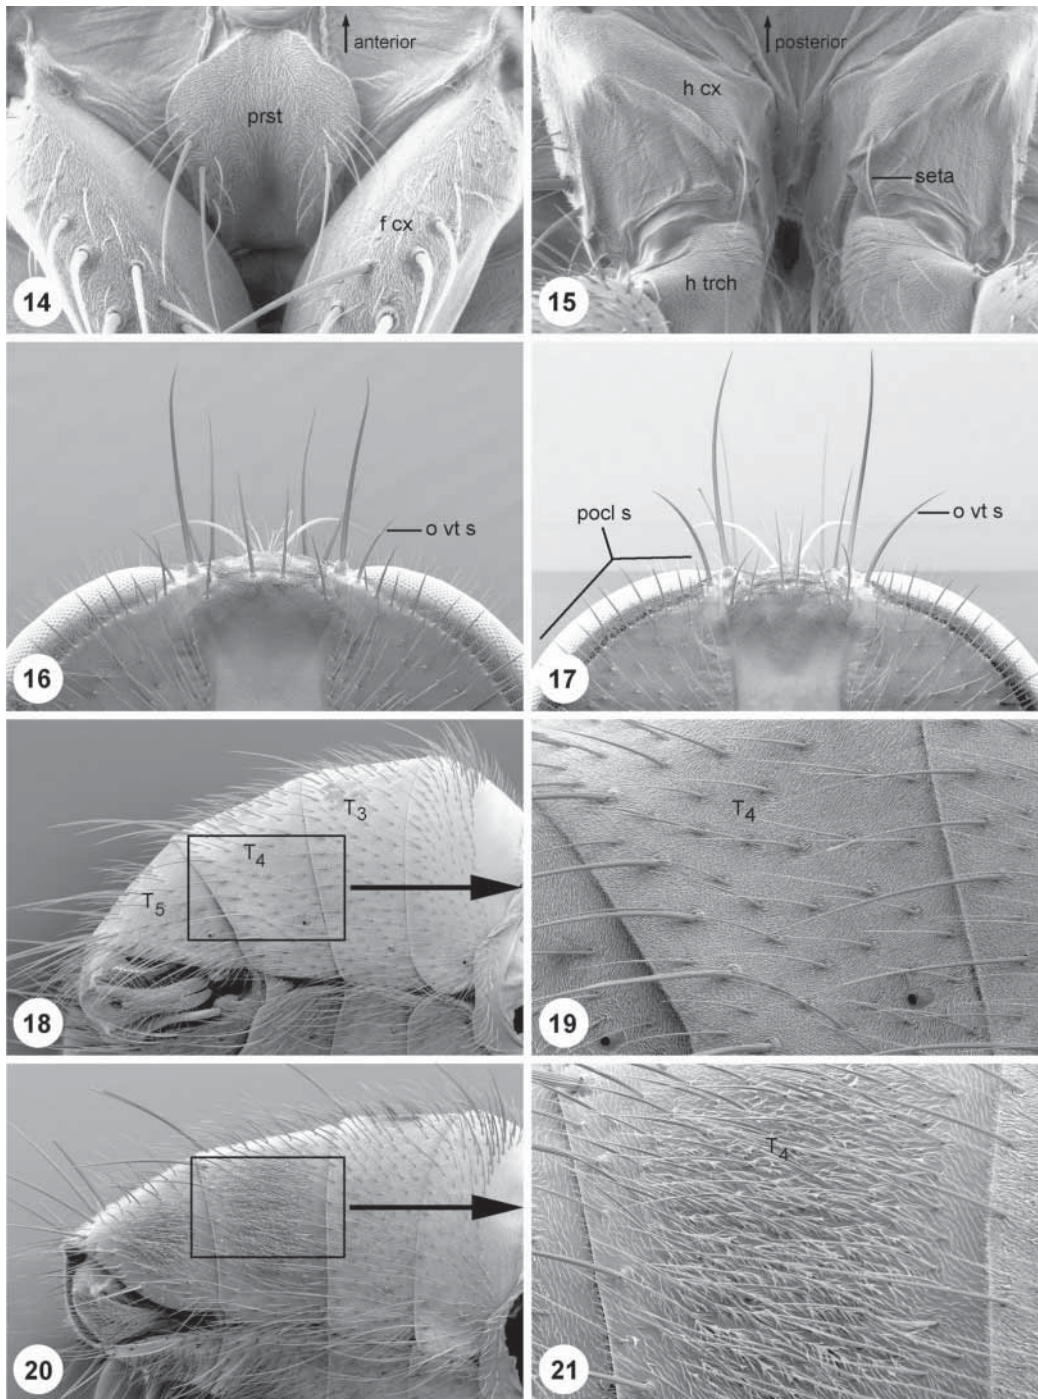 anterior
prst
f cx
14
posterior
h cx
seta
h trch
15
o vt s
16
pocl s
o vt s
17
T3
T4
T5
18
T4
19
20
T4
21